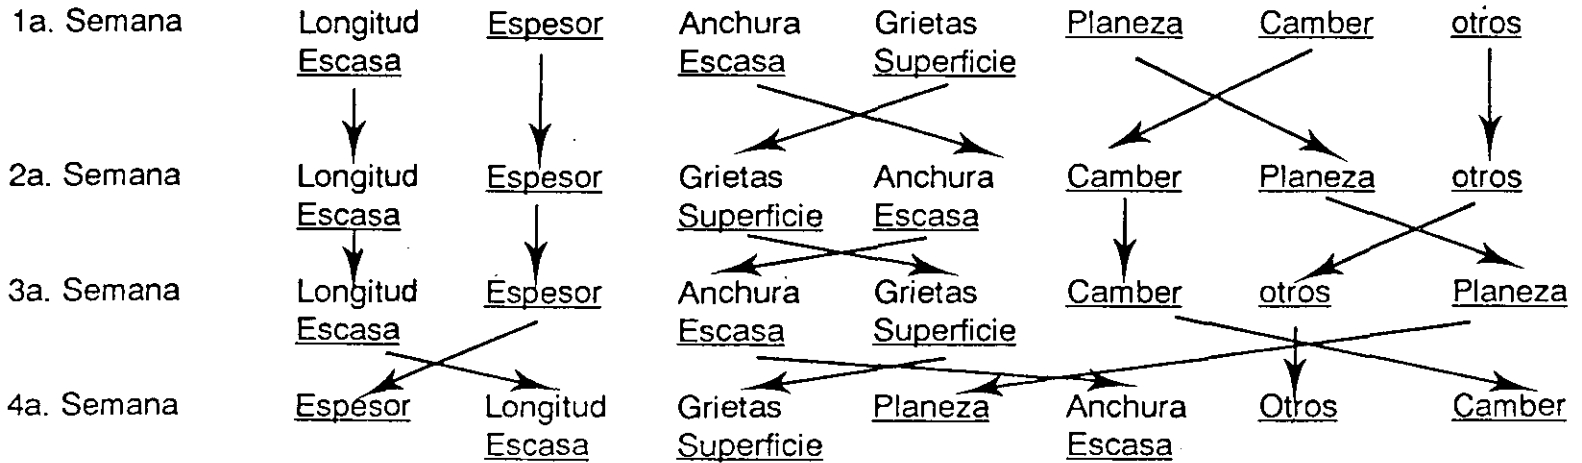 1a. Semana Longitud Espesor Anchura Grietas Planeza Camber otros
Escasa Escasa Superficie
2a. Semana Longitud Espesor Grietas Anchura Camber Planeza otros
Escasa Superficie Escasa
3a. Semana Longitud Espesor Anchura Grietas Camber otros Planeza
Escasa Escasa Superficie
4a. Semana Espesor Longitud Grietas Planeza Anchura Otros Camber
Escasa Superficie Escasa